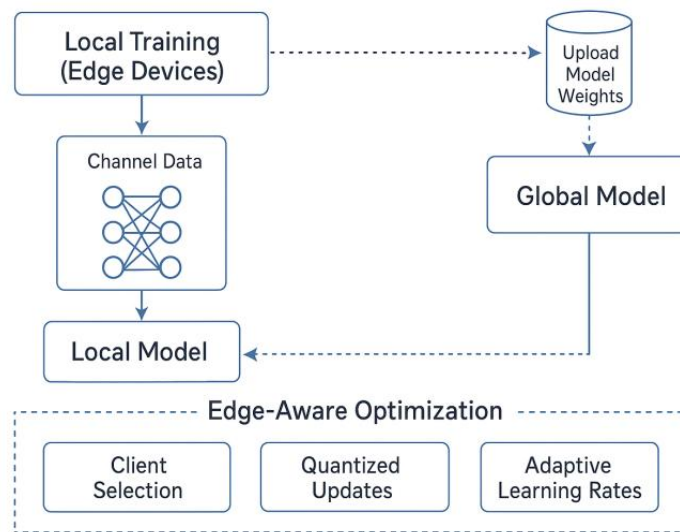 Local Training
(Edge Devices)
Upload
Model
Weights
Channel Data
Global Model
Local Model
Edge-Aware Optimization
Client
Selection
Quantized
Updates
Adaptive
Learning Rates